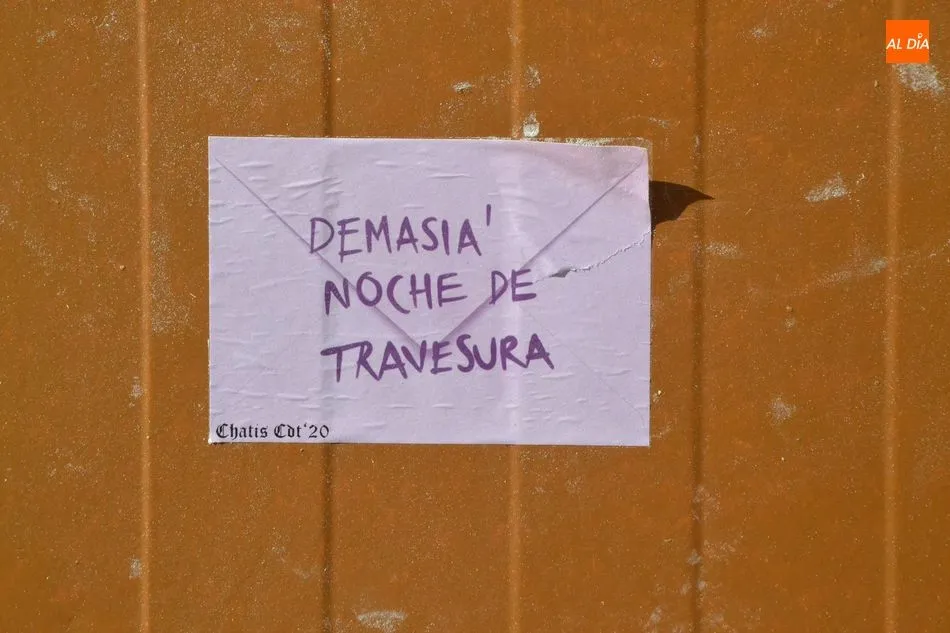 AL DÍA
DEMASIA'
NOCHE DE
TRAVESURA
Chatis Cdt'20